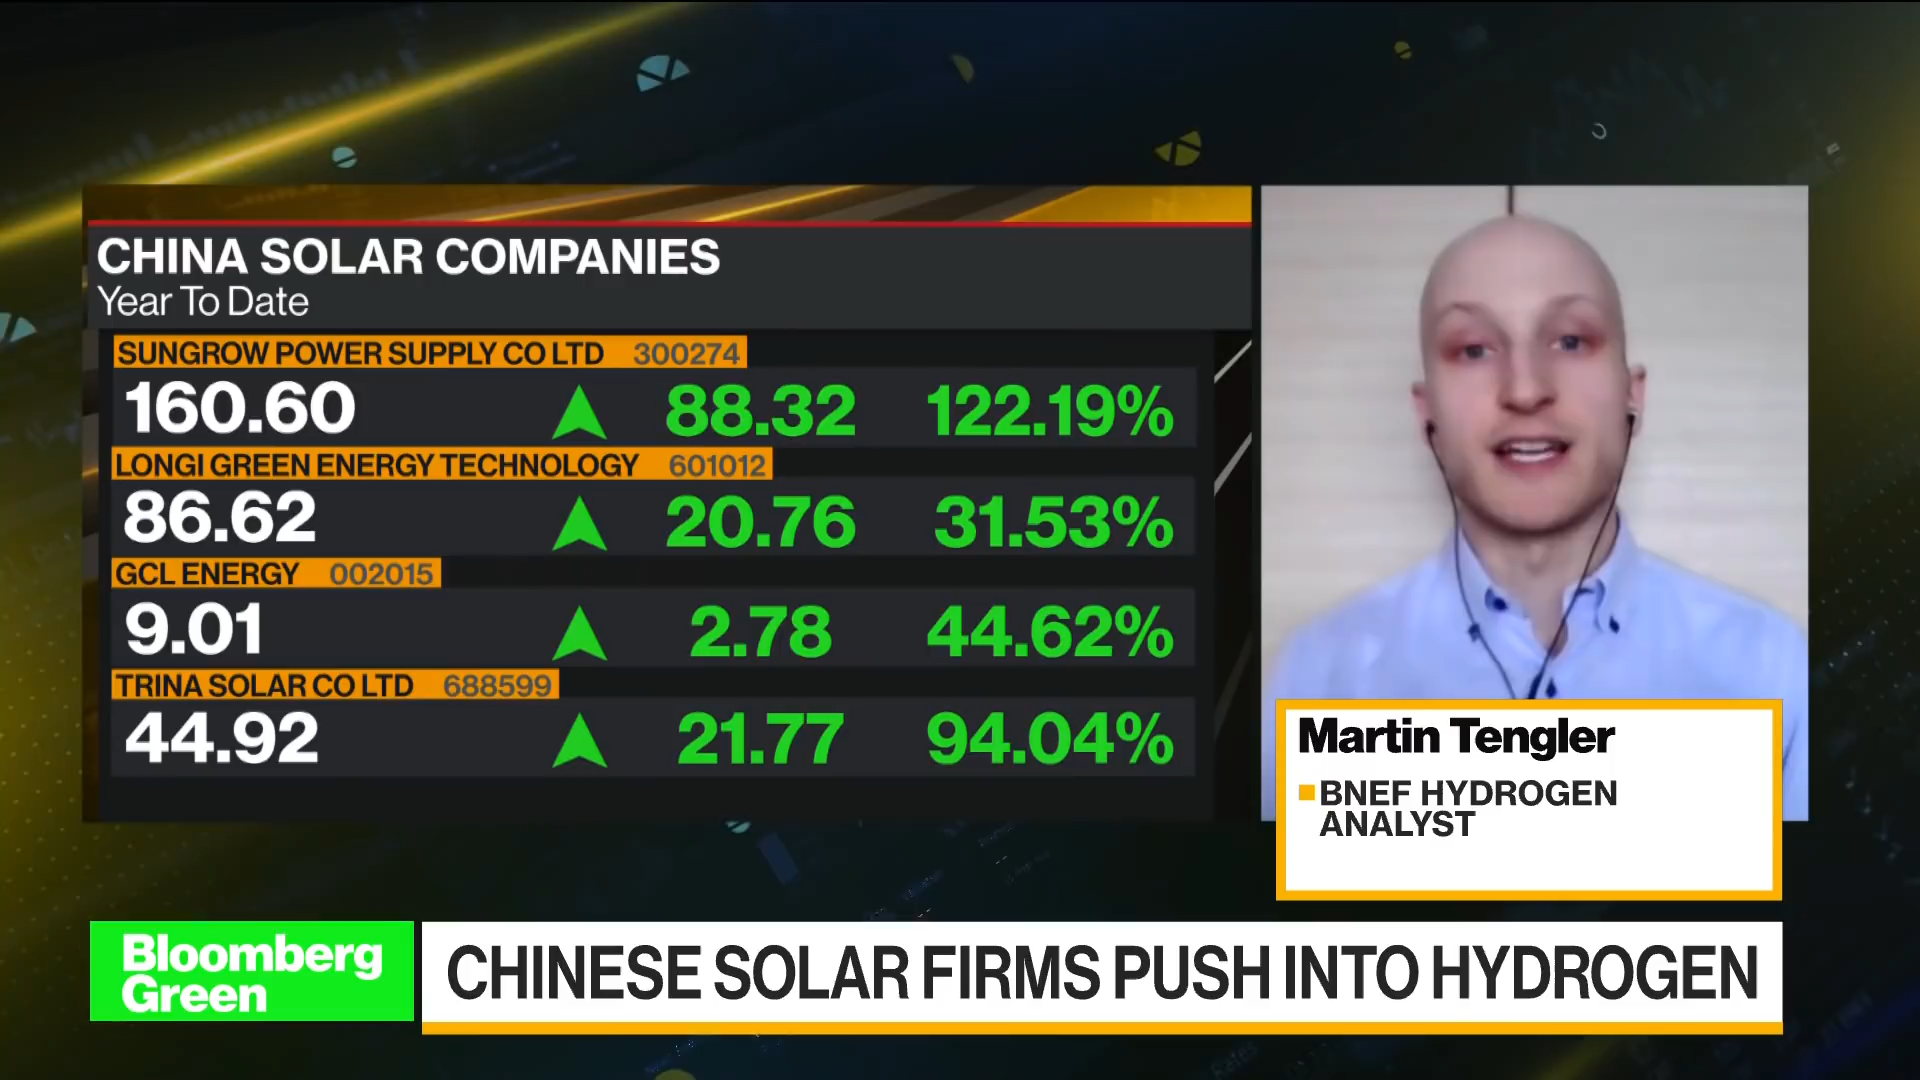 CHINA SOLAR COMPANIES
Year To Date
SUNGROW POWER SUPPLY CO LTD 300274
160.60 88.32 122.19%
LONGI GREEN ENERGY TECHNOLOGY 601012
86.62 20.76 31.53%
GCL ENERGY 002015
9.01 2.78 44.62%
TRINA SOLAR CO LTD 688599
44.92 21.77 94.04%
Martin Tengler
BNEF HYDROGEN
ANALYST
Bloomberg
Green
CHINESE SOLAR FIRMS PUSH INTO HYDROGEN